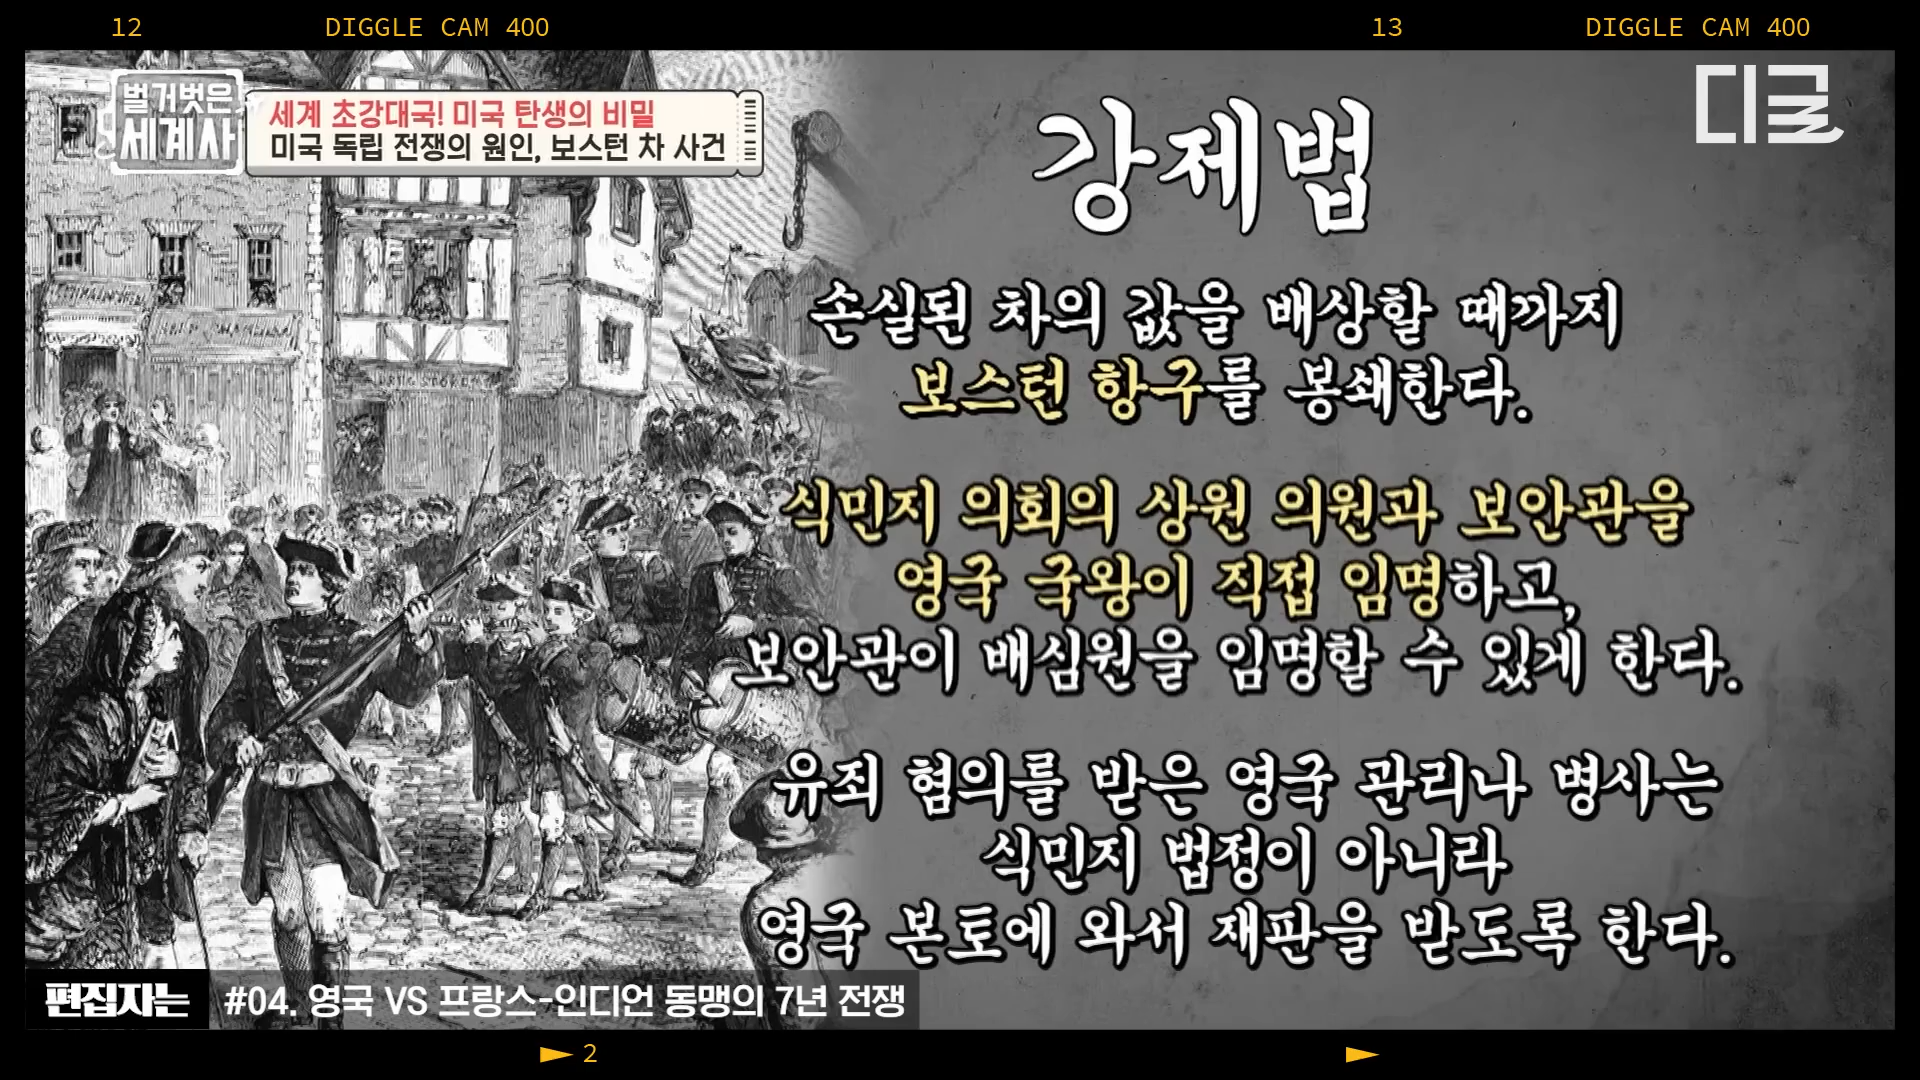 12 DIGGLE CAM 400 13 DIGGLE CAM 400
벌거벗은
세계사
세계 초강대국! 미국 탄생의 비밀
미국 독립 전쟁의 원인, 보스턴 차 사건
디글
강제법
손실된 차의 값을 배상할 때까지
보스턴 항구를 봉쇄한다.
식민지 의회의 상원 의원과 보안관을
영국 국왕이 직접 임명하고,
보안관이 배심원을 임명할 수 있게 한다.
유죄 혐의를 받은 영국 관리나 병사는
식민지 법정이 아니라
영국 본토에 와서 재판을 받도록 한다.
편집자는 #04. 영국 VS 프랑스-인디언 동맹의 7년 전쟁
2